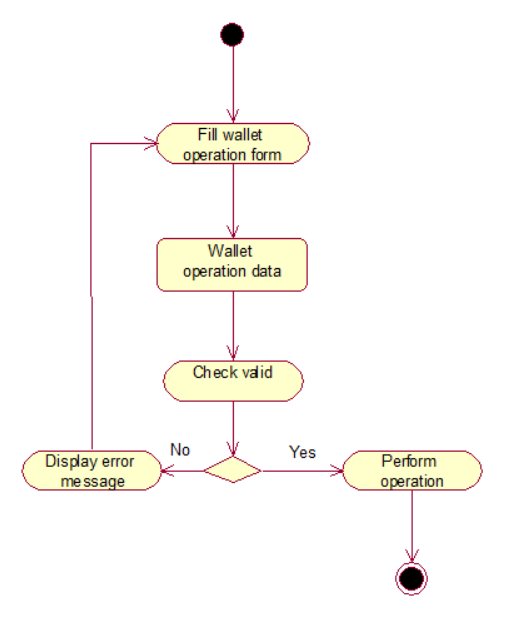 Fill wallet
operation form
Wallet
operation data
Check valid
No
Yes
Display error
message
Perform
operation